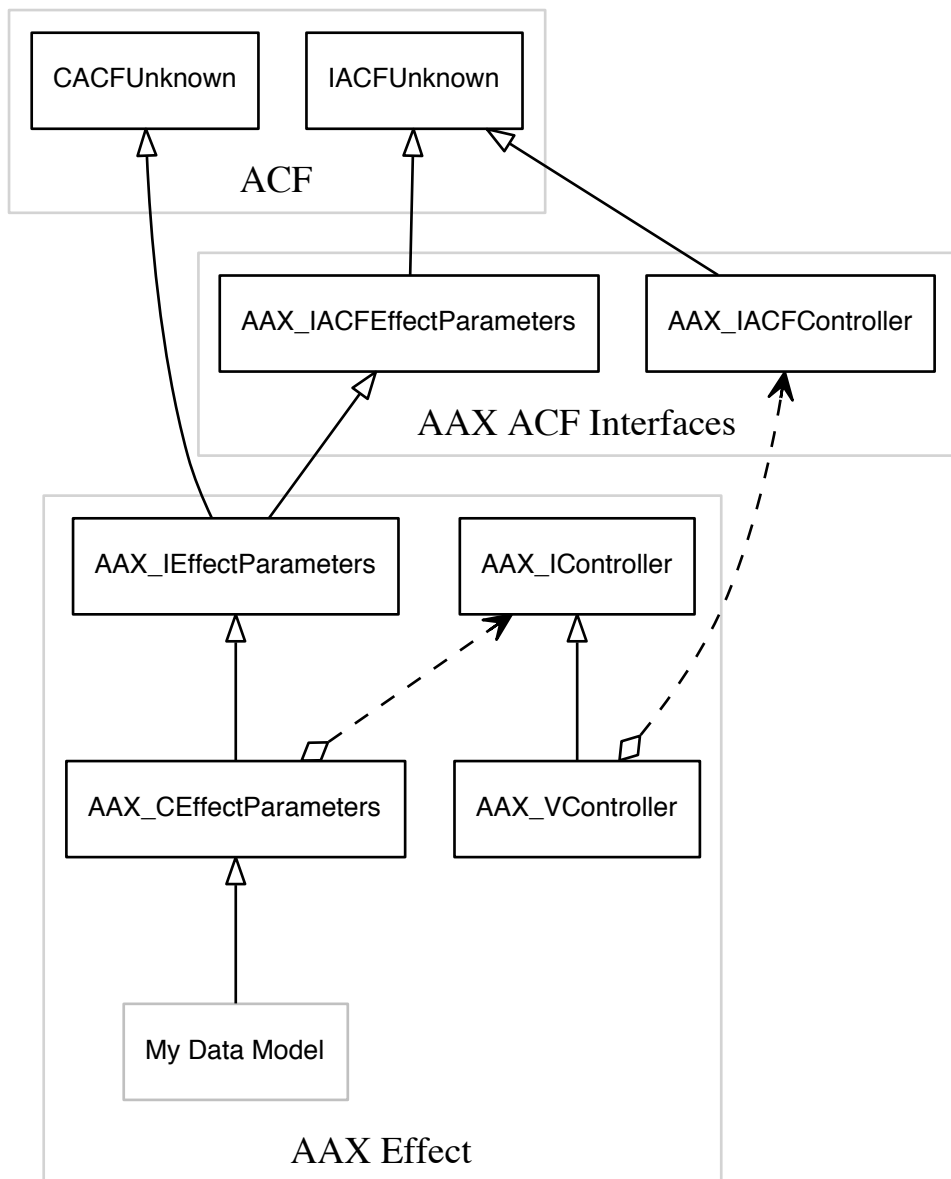 CACFUnknown
IACFUnknown
ACF
AAX_IACFEffectParameters
AAX_IACFController
AAX ACF Interfaces
AAX_IEffectParameters
AAX_IController
AAX_CEffectParameters
AAX_VController
My Data Model
AAX Effect